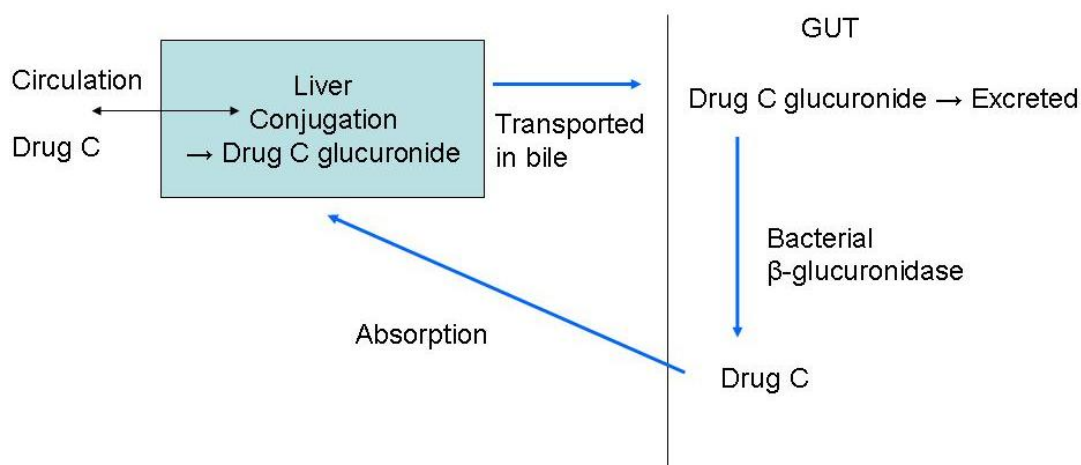 GUT
Circulation
Drug C
Liver
Conjugation
→ Drug C glucuronide
Transported
in bile
Drug C glucuronide → Excreted
Bacterial
β-glucuronidase
Absorption
Drug C